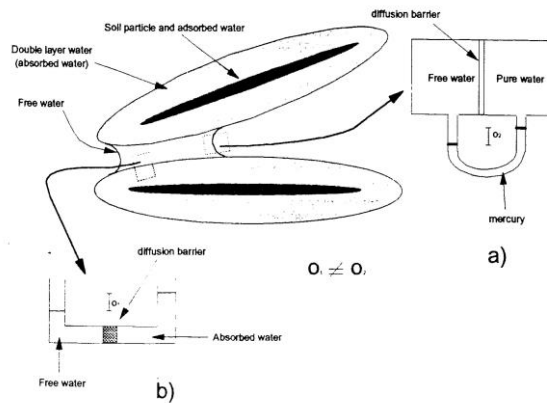 Soil particle and adsorbed water
Double layer water
(absorbed water)
Free water
diffusion barrier
Free water
Pure water
O₂
mercury
a)
O₁ ≠ O₂
diffusion barrier
O₁
Absorbed water
Free water
b)